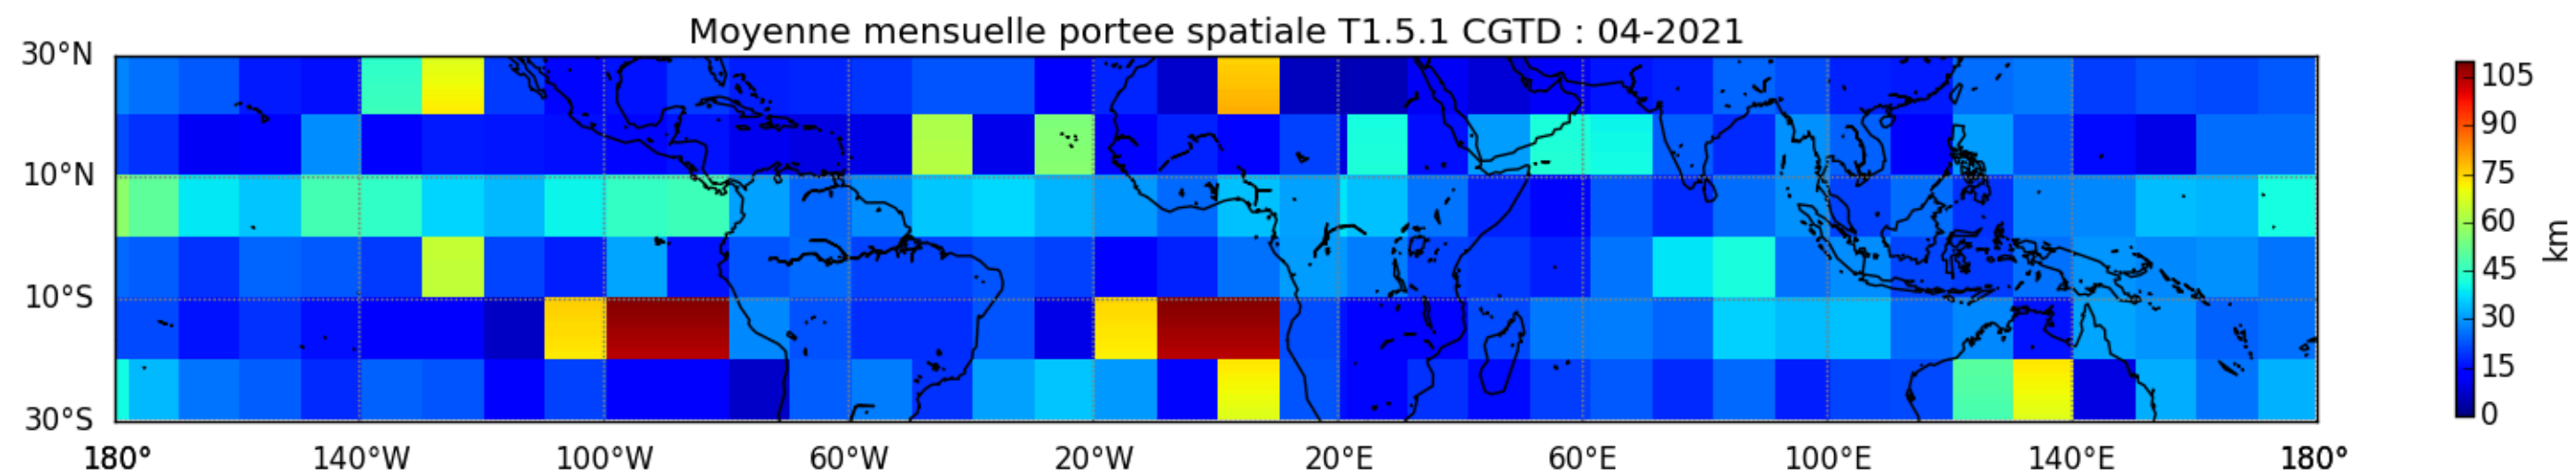 Moyenne mensuelle portee spatiale T1.5.1 CGTD : 04-2021
30°N
10°N
10°S
30°S
180° 140°W 100°W 60°W 20°W 20°E 60°E 100°E 140°E 180°
105
90
75
60
45
30
15
0
km